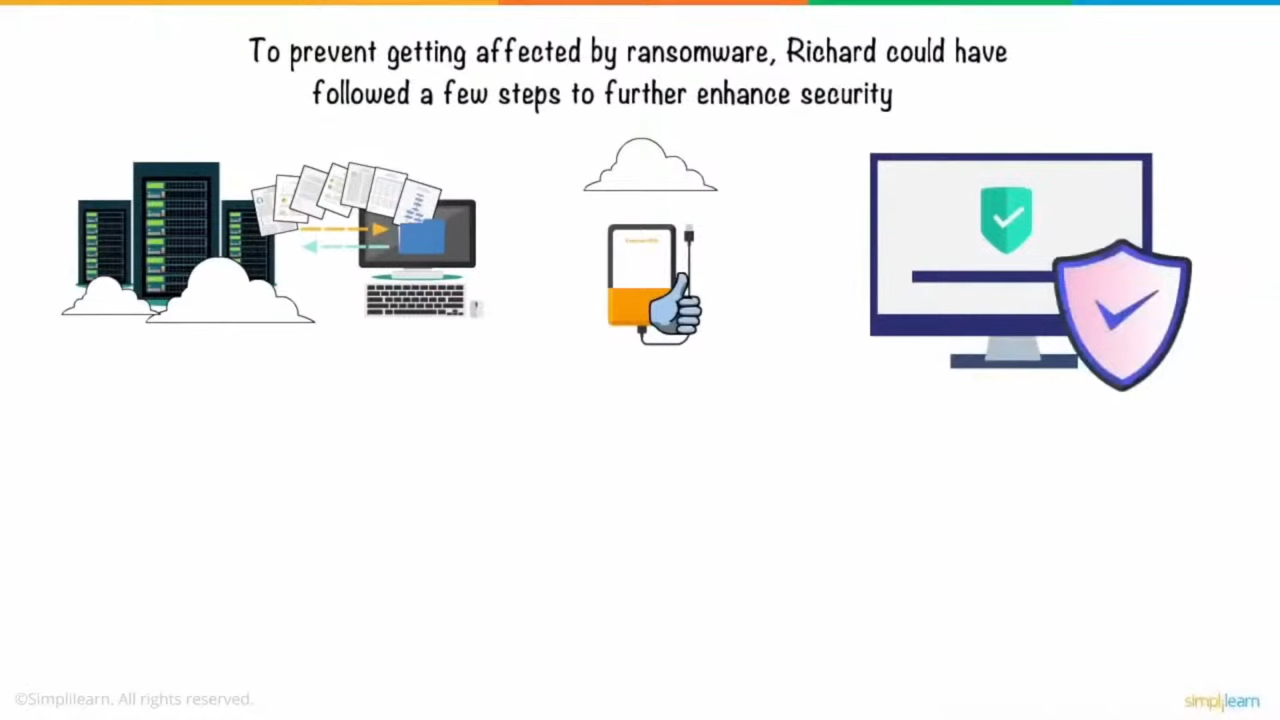 To prevent getting affected by ransomware, Richard could have
followed a few steps to further enhance security
©Simplilearn. All rights reserved.
simplilearn